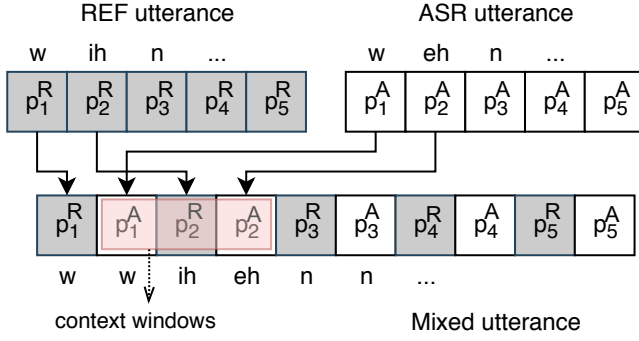 REF utterance ASR utterance
w ih n ... w eh n ...
p₁ᴿ p₂ᴿ p₃ᴿ p₄ᴿ p₅ᴿ p₁ᴬ p₂ᴬ p₃ᴬ p₄ᴬ p₅ᴬ
p₁ᴿ p₁ᴬ p₂ᴿ p₂ᴬ p₃ᴿ p₃ᴬ p₄ᴿ p₄ᴬ p₅ᴿ p₅ᴬ
w w ih eh n n ...
context windows Mixed utterance